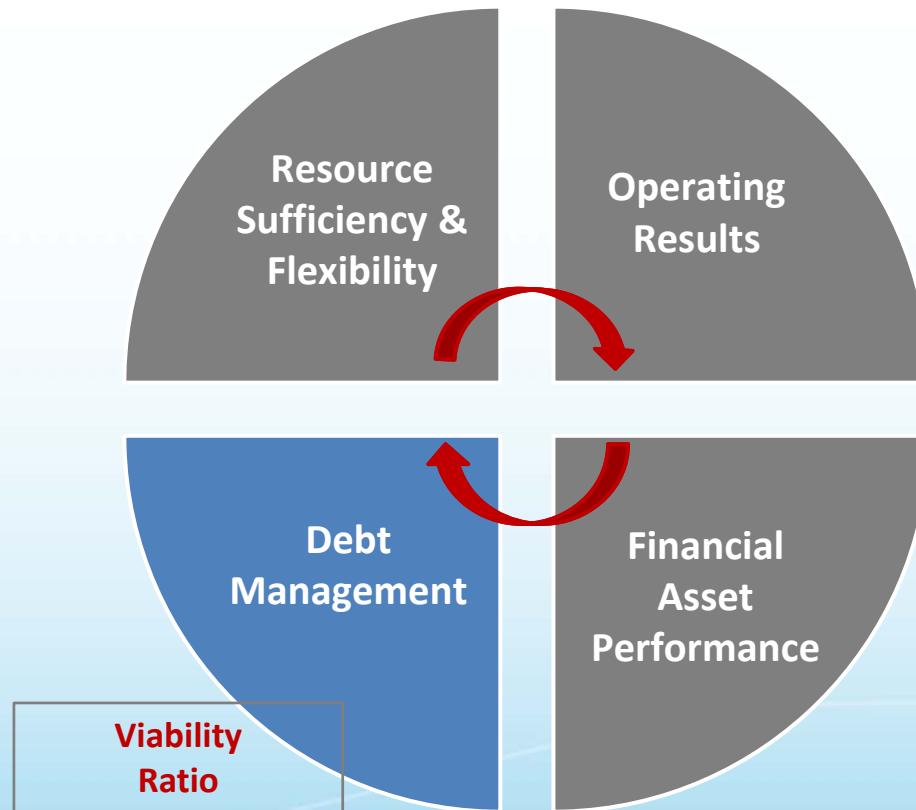 Resource
Sufficiency &
Flexibility
Operating
Results
Debt
Management
Financial
Asset
Performance
Viability
Ratio